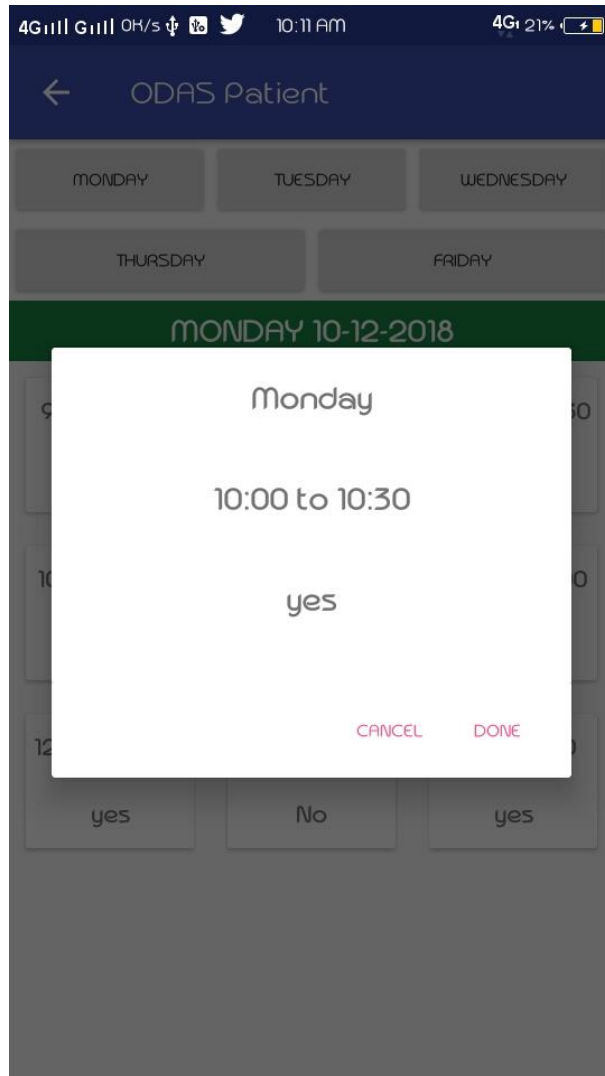 4G G 0K/s 10:11 AM 4G 21%
ODAS Patient
MONDAY TUESDAY WEDNESDAY
THURSDAY FRIDAY
MONDAY 10-12-2018
Monday
10:00 to 10:30
yes
CANCEL DONE
yes No yes